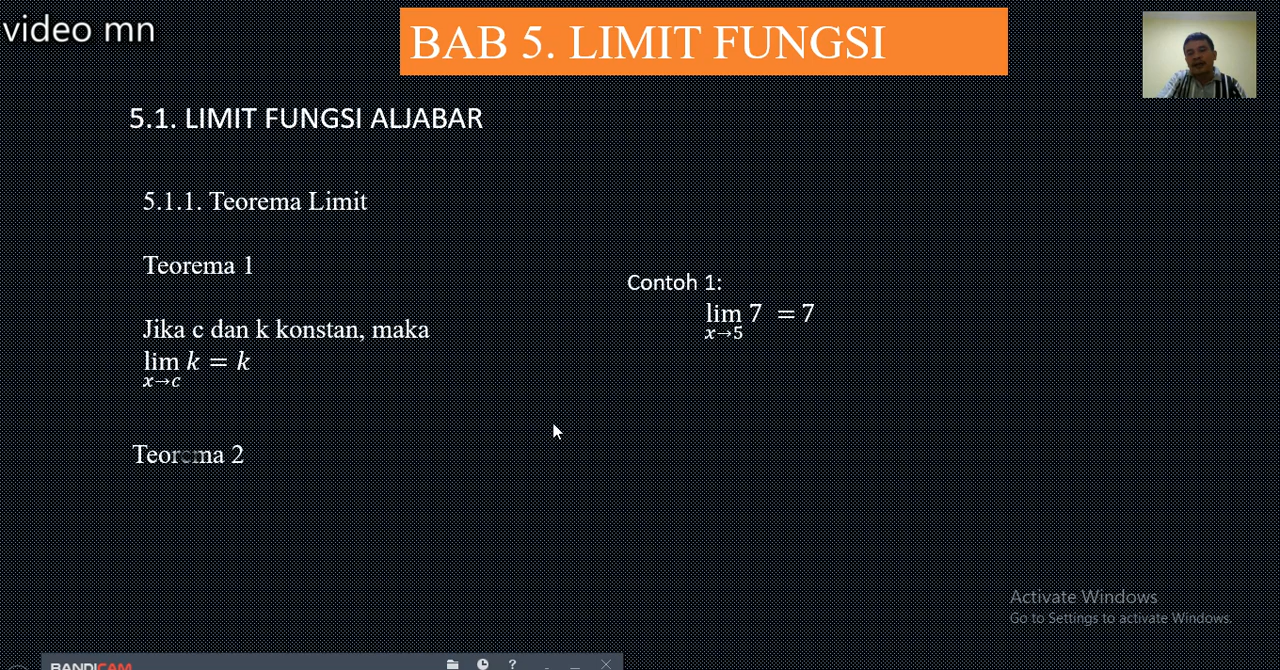 video mn
BAB 5. LIMIT FUNGSI
5.1. LIMIT FUNGSI ALJABAR
5.1.1. Teorema Limit
Teorema 1
Jika c dan k konstan, maka
lim k = k
x→c
Contoh 1:
lim 7 = 7
x→5
Teorema 2
Activate Windows
Go to Settings to activate Windows.
BANDICAM
?